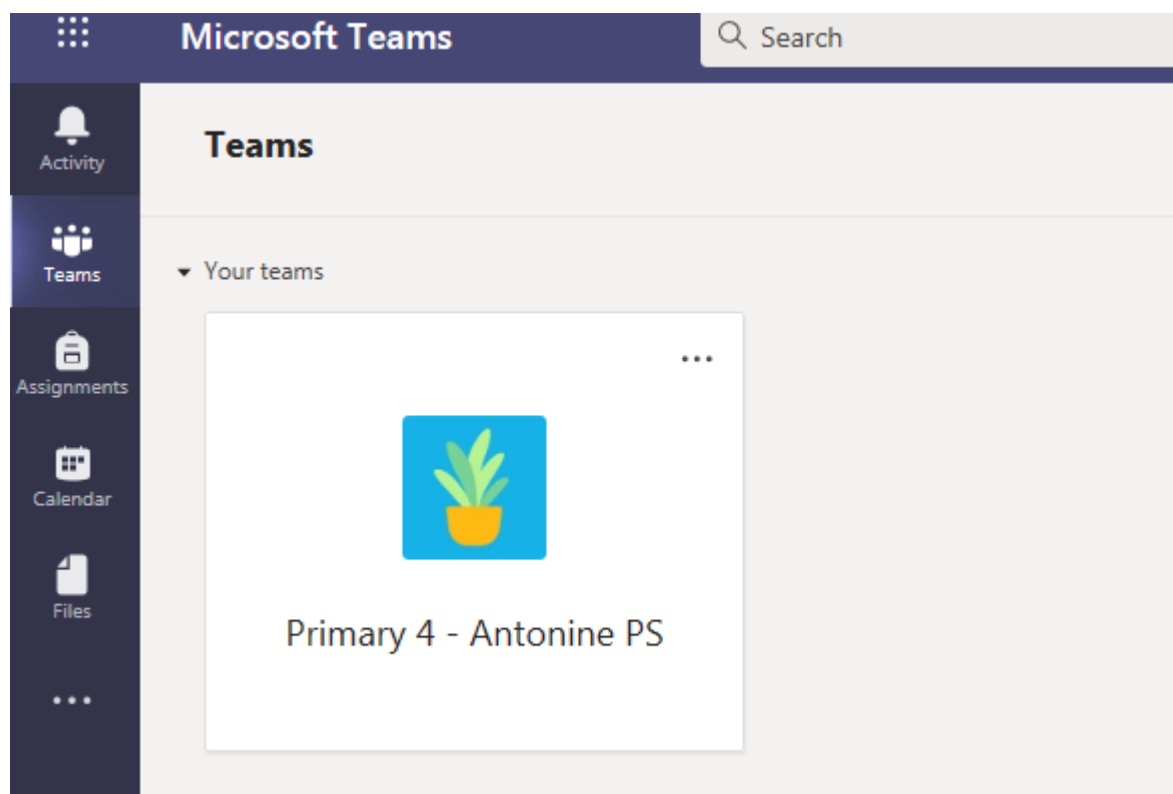 Microsoft Teams
Search
Activity
Teams
Assignments
Calendar
Files
Teams
Your teams
Primary 4 - Antonine PS